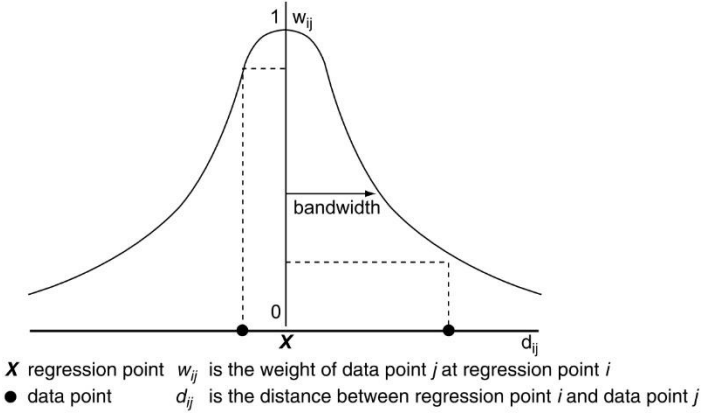 1 w_ij
bandwidth
0
X d_ij
X regression point w_ij is the weight of data point j at regression point i
● data point d_ij is the distance between regression point i and data point j